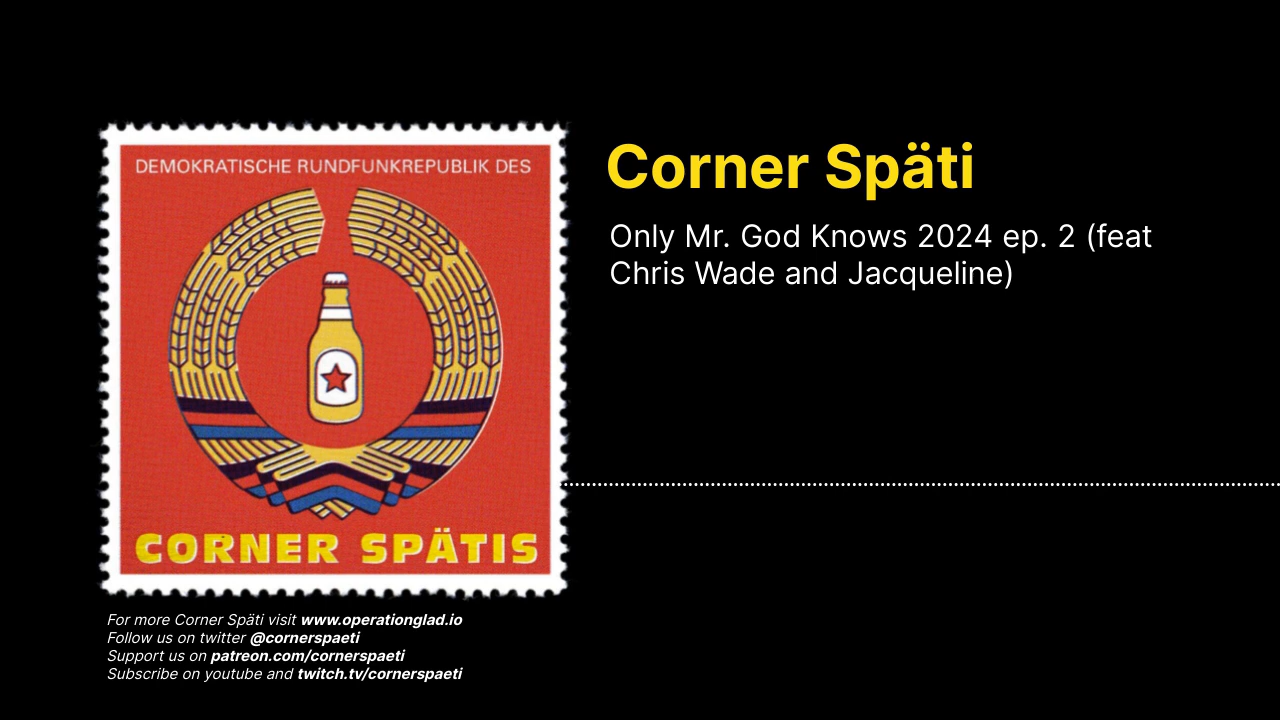 DEMOKRATISCHE RUNDFUNKREPUBLIK DES
CORNER SPÄTIS
Corner Späti
Only Mr. God Knows 2024 ep. 2 (feat
Chris Wade and Jacqueline)
For more Corner Späti visit www.operationglad.io
Follow us on twitter @cornerspaeti
Support us on patreon.com/cornerspaeti
Subscribe on youtube and twitch.tv/cornerspaeti